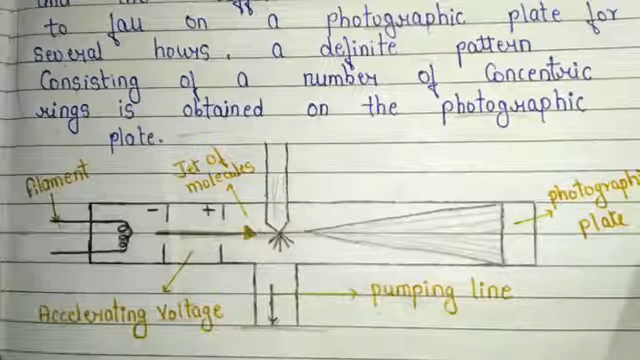 to fall on a photographic plate for
several hours. a definite pattern
Consisting of a number of Concentric
rings is obtained on the photographic
plate.
filament
Jet of
molecules
- +
photographi
plate
Accelerating Voltage
pumping line